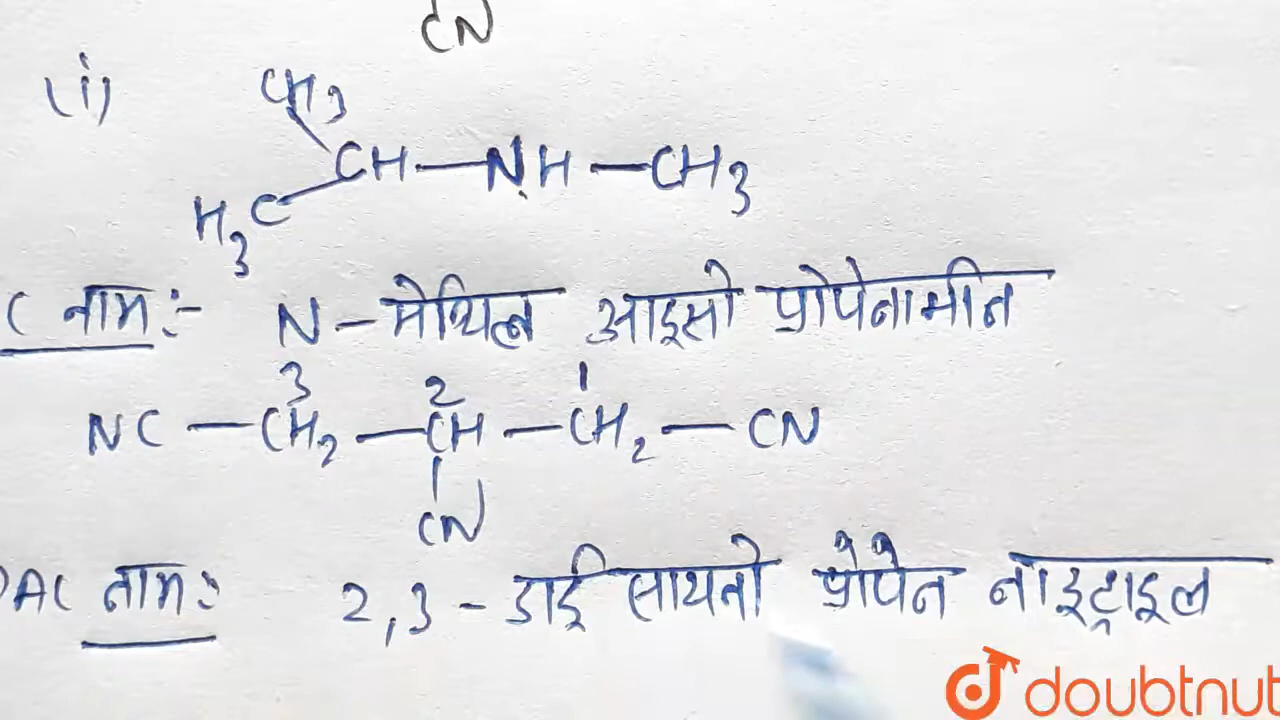 CN
(i) CH3
CH—NH—CH3
H3C
C नाम:- N-मेथिल आइसो प्रोपेनामीन
3 2 1
NC—CH2—CH—CH2—CN
CN
PAC नाम: 2,3-डाई सायनो प्रोपेन नाइट्राइल
doubtnut